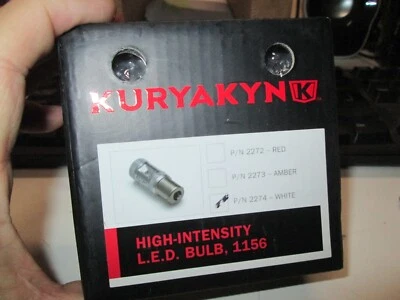 KURYAKYN K
P/N 2272 - RED
P/N 2273 - AMBER
P/N 2274 - WHITE
HIGH-INTENSITY
L.E.D. BULB, 1156